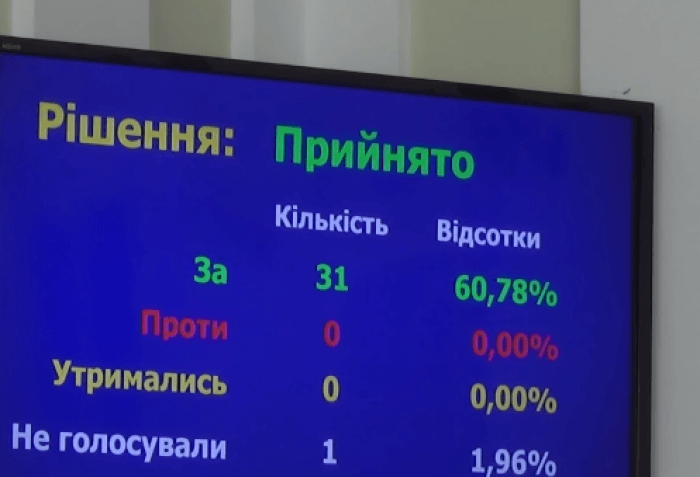 Рішення: Прийнято
Кількість Відсотки
За 31 60,78%
Проти 0 0,00%
Утримались 0 0,00%
Не голосували 1 1,96%